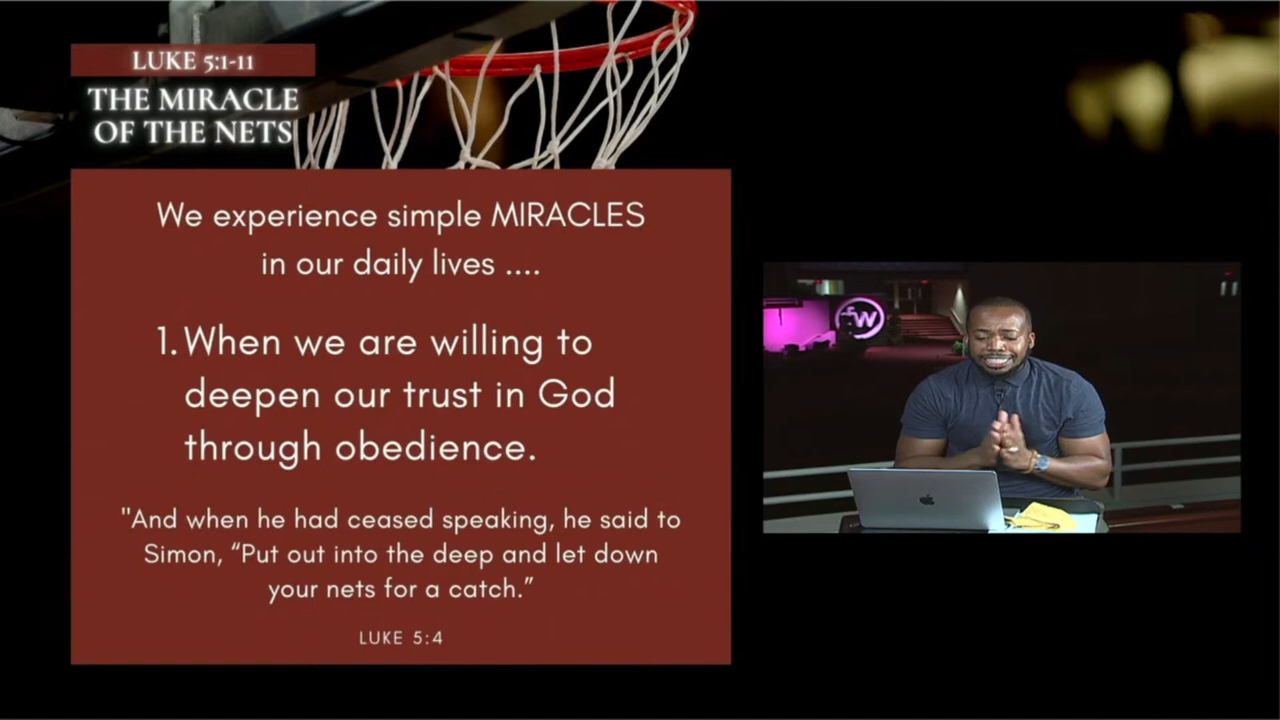 LUKE 5:1-11
THE MIRACLE
OF THE NETS
We experience simple MIRACLES
in our daily lives ....
1. When we are willing to
deepen our trust in God
through obedience.
"And when he had ceased speaking, he said to
Simon, “Put out into the deep and let down
your nets for a catch.”
LUKE 5:4
fw